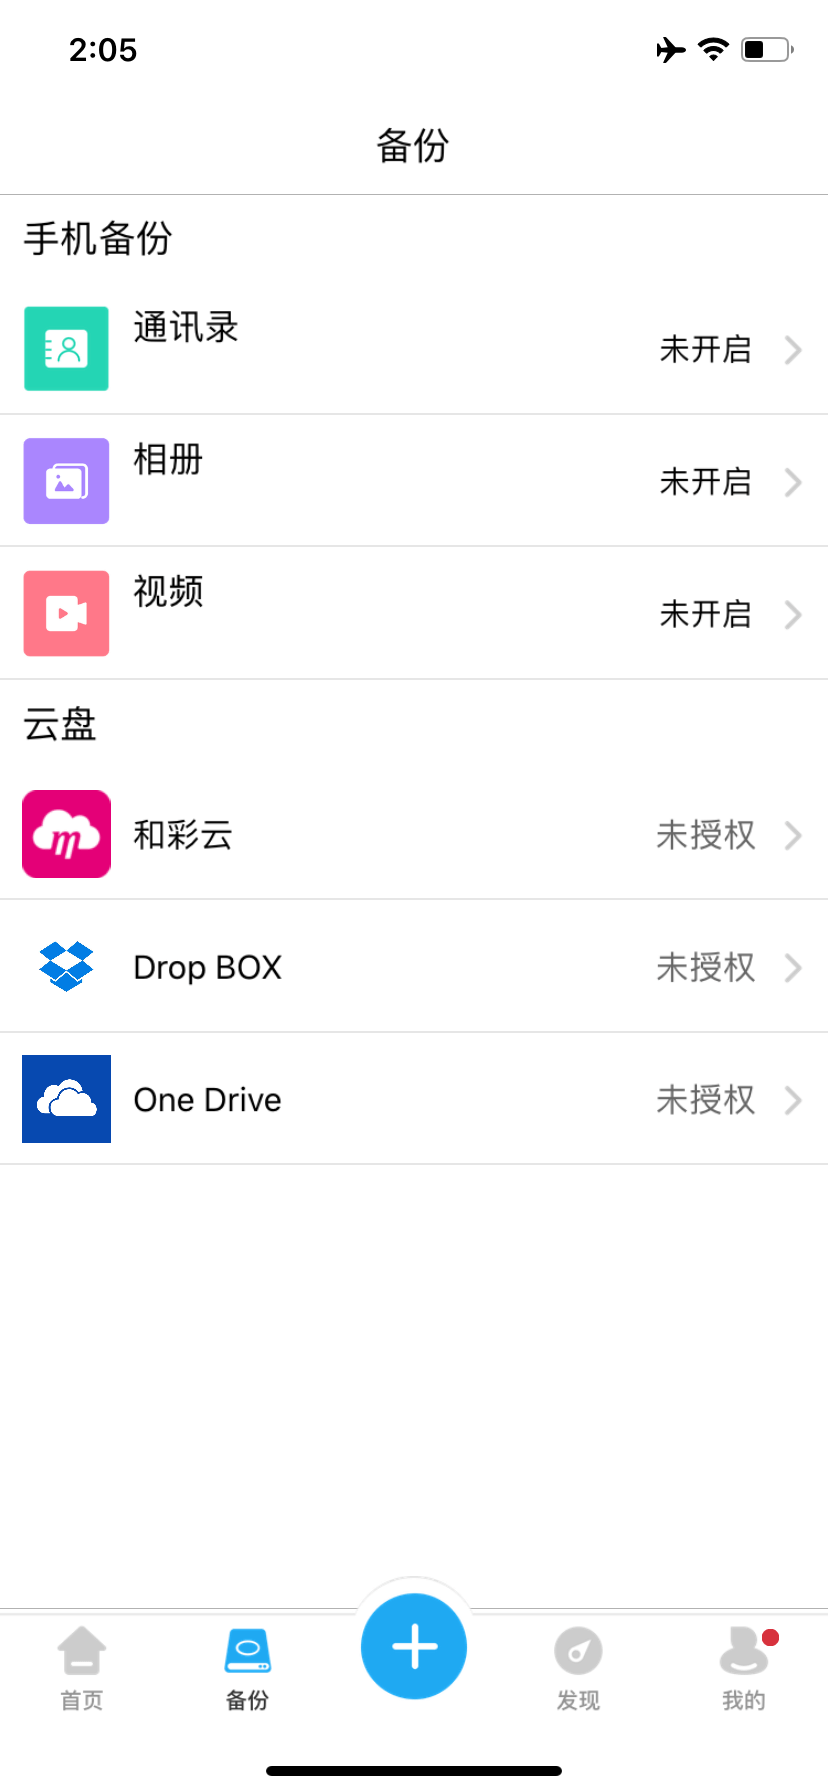 2:05
备份
手机备份
通讯录
未开启
相册
未开启
视频
未开启
云盘
和彩云
未授权
Drop BOX
未授权
One Drive
未授权
首页
备份
发现
我的